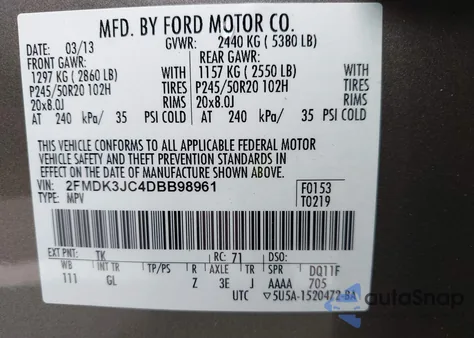 MFD. BY FORD MOTOR CO.
DATE: 03/13 GVWR: 2440 KG ( 5380 LB)
FRONT GAWR: REAR GAWR:
1297 KG ( 2860 LB) WITH 1157 KG ( 2550 LB) WITH
P245/50R20 102H TIRES P245/50R20 102H TIRES
20x8.0J RIMS 20x8.0J RIMS
AT 240 kPa/ 35 PSI COLD AT 240 kPa/ 35 PSI COLD
THIS VEHICLE CONFORMS TO ALL APPLICABLE FEDERAL MOTOR
VEHICLE SAFETY AND THEFT PREVENTION STANDARDS IN EFFECT
ON THE DATE OF MANUFACTURE SHOWN ABOVE.
VIN: 2FMDK3JC4DBB98961 F0153
TYPE: MPV T0219
EXT PNT: TK RC: 71 DSO:
WB INT TR TP/PS R AXLE TR SPR DQ11F
111 GL Z 3E J AAAA 705
UTC 5U5A-1520472-BA
autoSnap